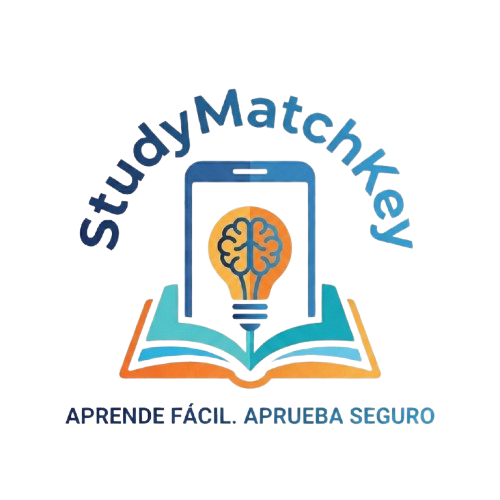 StudyMatchKey
APRENDE FÁCIL. APRUEBA SEGURO